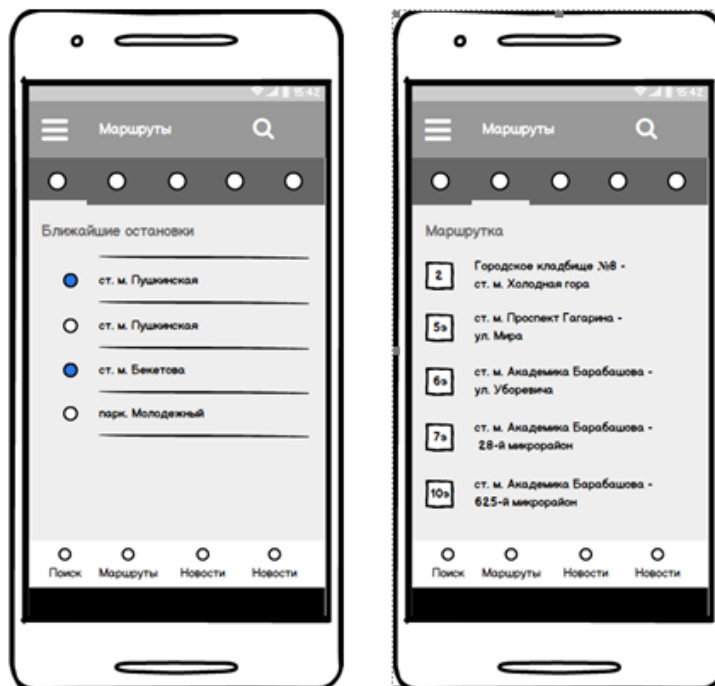 15:42
Маршруты
Ближайшие остановки
ст. м. Пушкинская
ст. м. Пушкинская
ст. м. Бекетова
парк. Молодежный
Поиск Маршруты Новости Новости
15:42
Маршруты
Маршрутка
2
Городское кладбище №8 -
ст. м. Холодная гора
5э
ст. м. Проспект Гагарина -
ул. Мира
6э
ст. м. Академика Барабашова -
ул. Уборевича
7э
ст. м. Академика Барабашова -
28-й микрорайон
10э
ст. м. Академика Барабашова -
625-й микрорайон
Поиск Маршруты Новости Новости